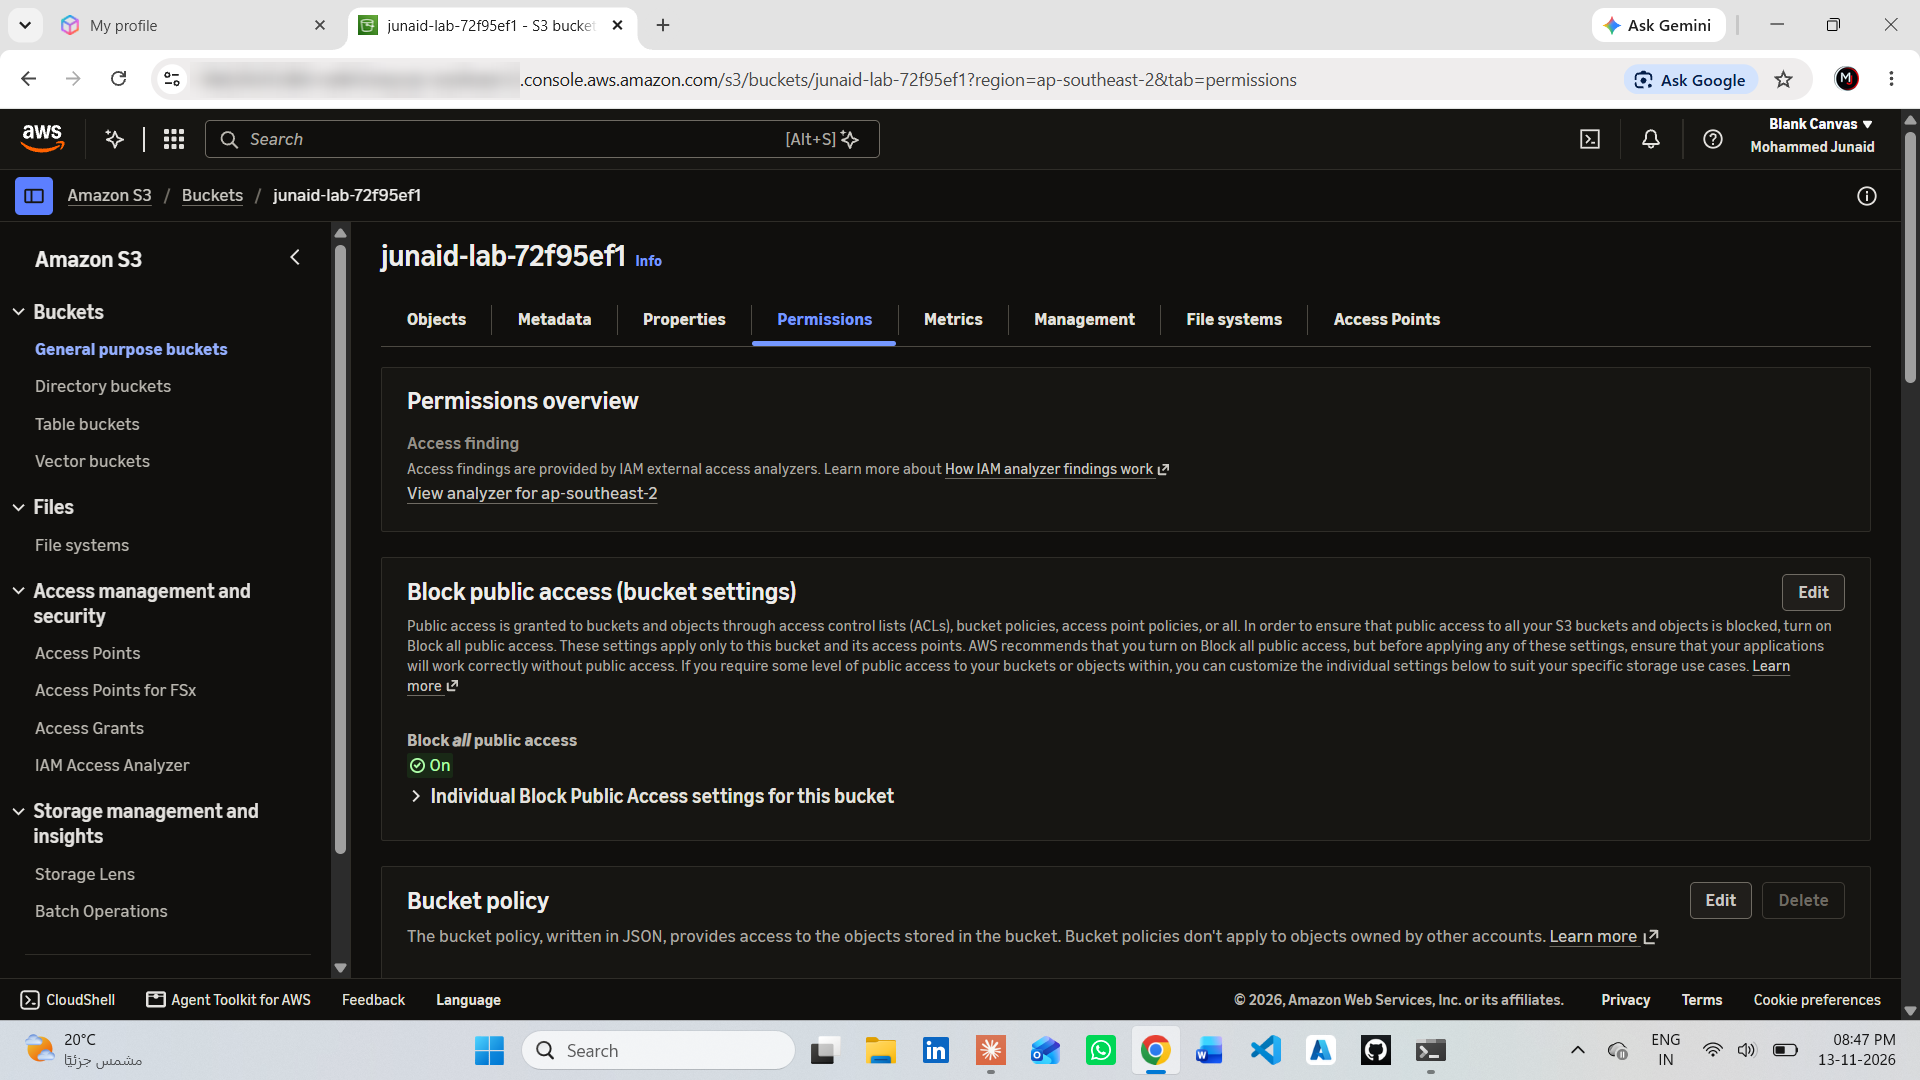 My profile
junaid-lab-72f95ef1 - S3 bucket
Ask Gemini
.console.aws.amazon.com/s3/buckets/junaid-lab-72f95ef1?region=ap-southeast-2&tab=permissions
Ask Google
M
aws
Search
[Alt+S]
Blank Canvas
Mohammed Junaid
Amazon S3 / Buckets / junaid-lab-72f95ef1
Amazon S3
Buckets
General purpose buckets
Directory buckets
Table buckets
Vector buckets
Files
File systems
Access management and
security
Access Points
Access Points for FSx
Access Grants
IAM Access Analyzer
Storage management and
insights
Storage Lens
Batch Operations
junaid-lab-72f95ef1 Info
Objects
Metadata
Properties
Permissions
Metrics
Management
File systems
Access Points
Permissions overview
Access finding
Access findings are provided by IAM external access analyzers. Learn more about How IAM analyzer findings work
View analyzer for ap-southeast-2
Block public access (bucket settings)
Edit
Public access is granted to buckets and objects through access control lists (ACLs), bucket policies, access point policies, or all. In order to ensure that public access to all your S3 buckets and objects is blocked, turn on
Block all public access. These settings apply only to this bucket and its access points. AWS recommends that you turn on Block all public access, but before applying any of these settings, ensure that your applications
will work correctly without public access. If you require some level of public access to your buckets or objects within, you can customize the individual settings below to suit your specific storage use cases. Learn
more
Block all public access
On
Individual Block Public Access settings for this bucket
Bucket policy
Edit
Delete
The bucket policy, written in JSON, provides access to the objects stored in the bucket. Bucket policies don't apply to objects owned by other accounts. Learn more
CloudShell
Agent Toolkit for AWS
Feedback
Language
© 2026, Amazon Web Services, Inc. or its affiliates.
Privacy
Terms
Cookie preferences
20°C
مشمس جزئيًا
Search
ENG
IN
08:47 PM
13-11-2026